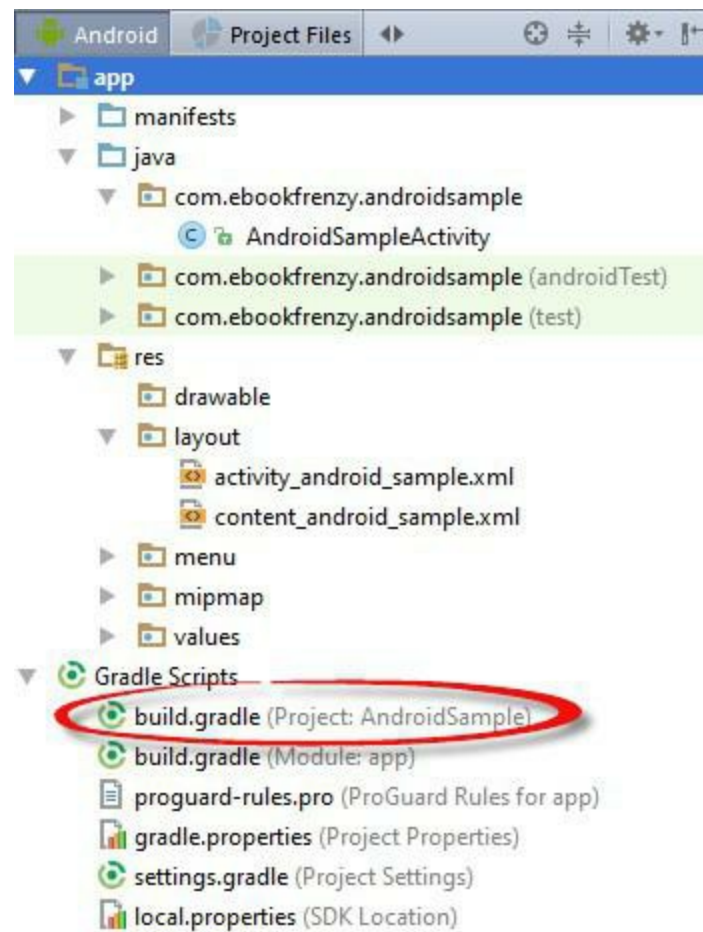 Android Project Files
app
manifests
java
com.ebookfrenzy.androidsample
C AndroidSampleActivity
com.ebookfrenzy.androidsample (androidTest)
com.ebookfrenzy.androidsample (test)
res
drawable
layout
activity_android_sample.xml
content_android_sample.xml
menu
mipmap
values
Gradle Scripts
build.gradle (Project: AndroidSample)
build.gradle (Module: app)
proguard-rules.pro (ProGuard Rules for app)
gradle.properties (Project Properties)
settings.gradle (Project Settings)
local.properties (SDK Location)